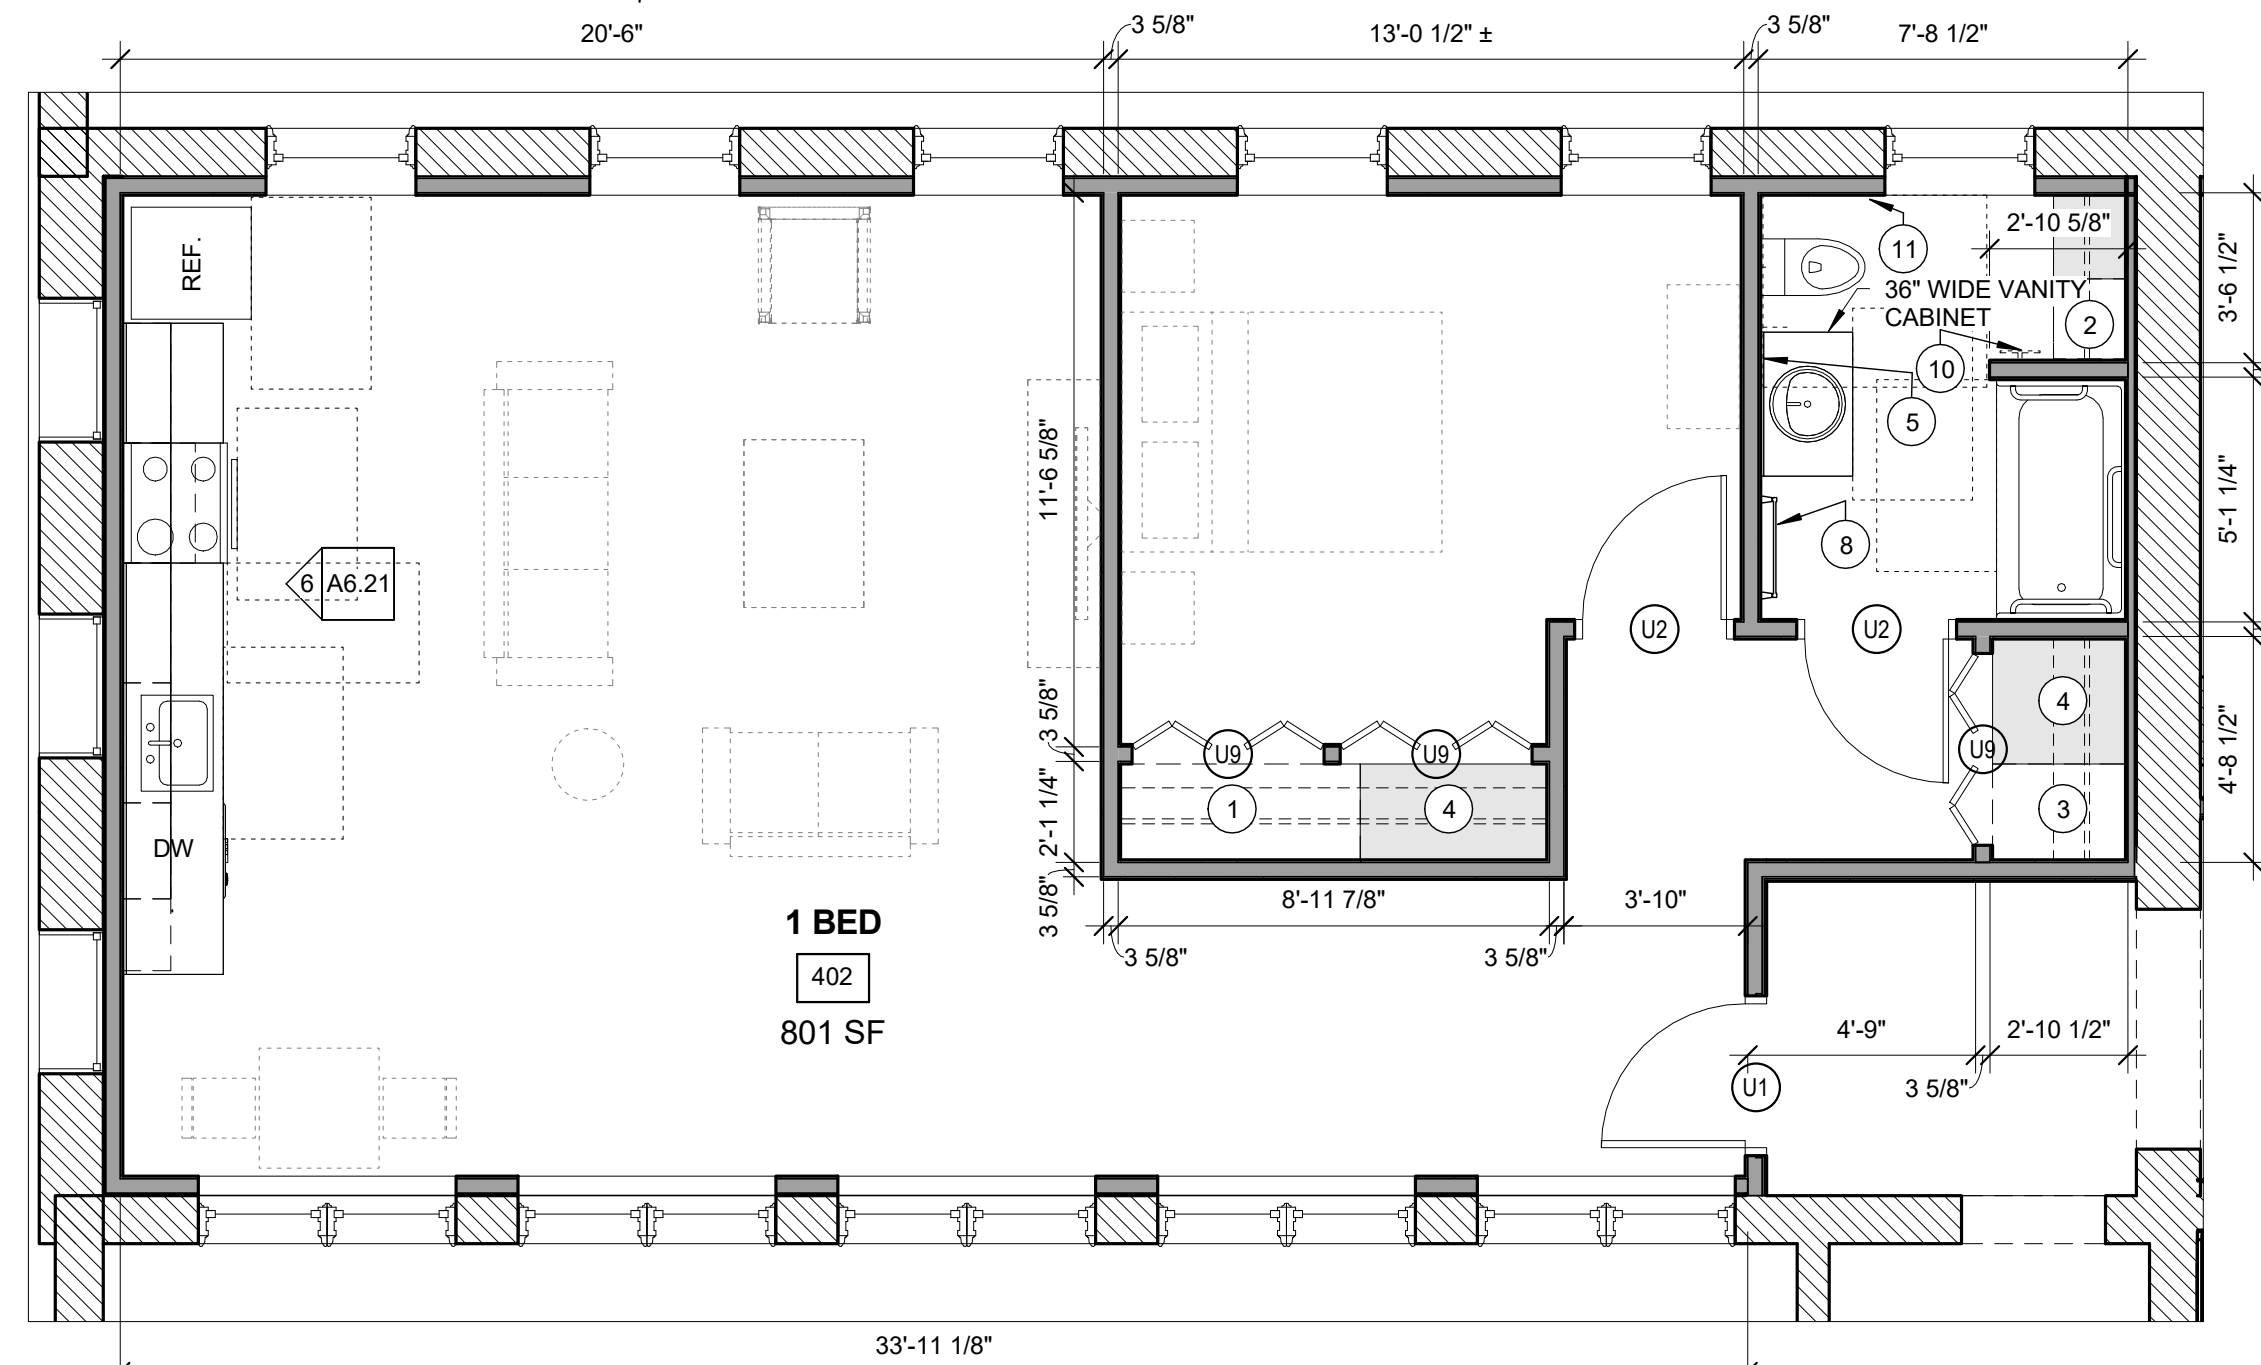 20'-6"
3 5/8"
13'-0 1/2" ±
3 5/8"
7'-8 1/2"
REF.
2'-10 5/8"
11
3'-6 1/2"
36" WIDE VANITY
CABINET
2
10
5
11'-6 5/8"
5'-1 1/4"
8
6 A6.21
U2
U2
3 5/8"
4
U9
U9
U9
4'-8 1/2"
2'-1 1/4"
1
4
3
DW
3 5/8"
8'-11 7/8"
3'-10"
1 BED
3 5/8"
3 5/8"
402
801 SF
4'-9"
2'-10 1/2"
U1
3 5/8"
33'-11 1/8"